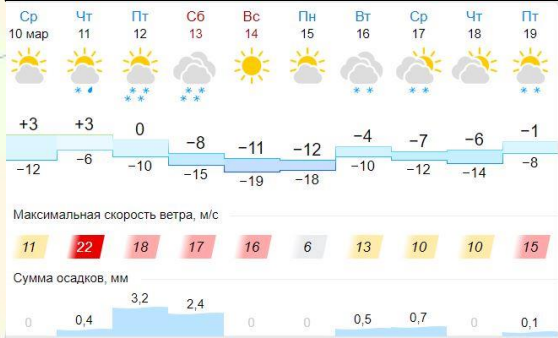 Ср Чт Пт Сб Вс Пн Вт Ср Чт Пт
10 мар 11 12 13 14 15 16 17 18 19
+3 +3 0 −8 −11 −12 −4 −7 −6 −1
−12 −6 −10 −15 −19 −18 −10 −12 −14 −8
Максимальная скорость ветра, м/с
11 22 18 17 16 6 13 10 10 15
Сумма осадков, мм
0 0,4 3,2 2,4 0 0 0,5 0,7 0 0,1